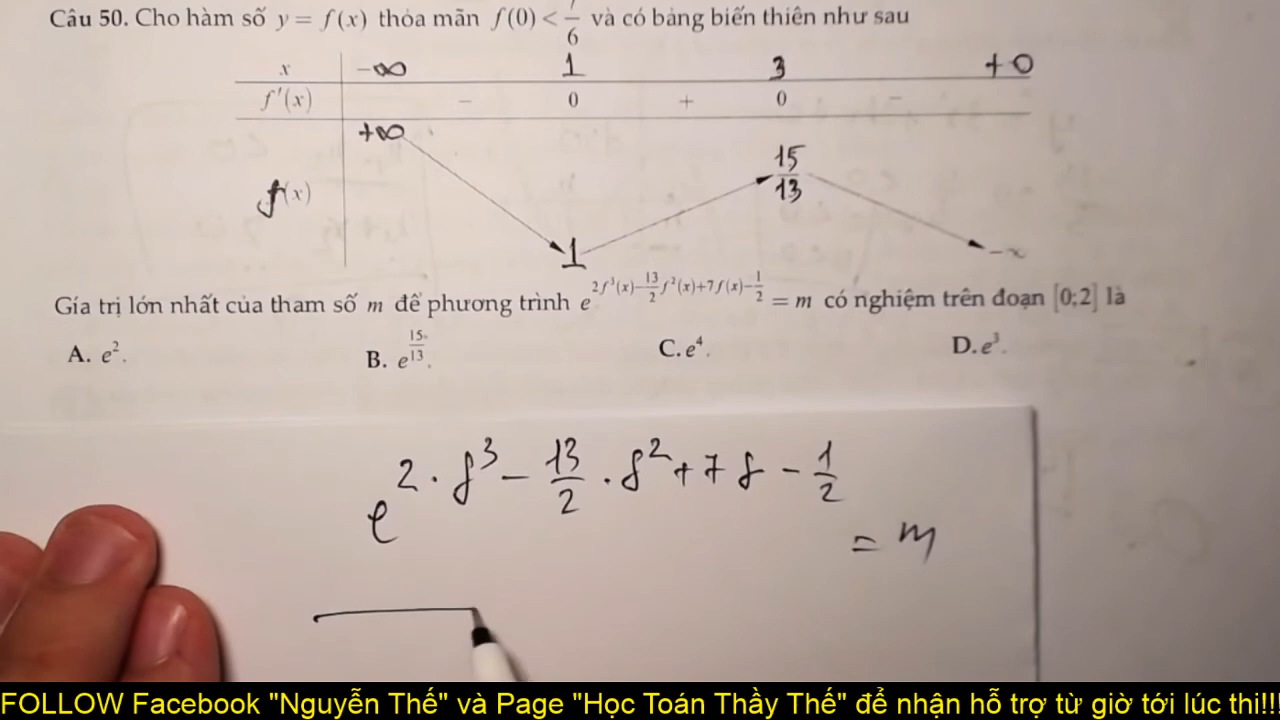 Câu 50. Cho hàm số y = f(x) thỏa mãn f(0) < 7/6 và có bảng biến thiên như sau
x -∞ 1 3 +∞
f'(x) - 0 + 0 -
+∞ 15/13
f(x)
1 -∞
Gía trị lớn nhất của tham số m để phương trình e^{2f³(x)-13/2 f²(x)+7f(x)-1/2} = m có nghiệm trên đoạn [0;2] là
A. e². B. e^{15/13}. C. e⁴. D. e³.
e^{2.f³ - 13/2 . f² + 7f - 1/2}
= m
FOLLOW Facebook "Nguyễn Thế" và Page "Học Toán Thầy Thế" để nhận hỗ trợ từ giờ tới lúc thi!!!